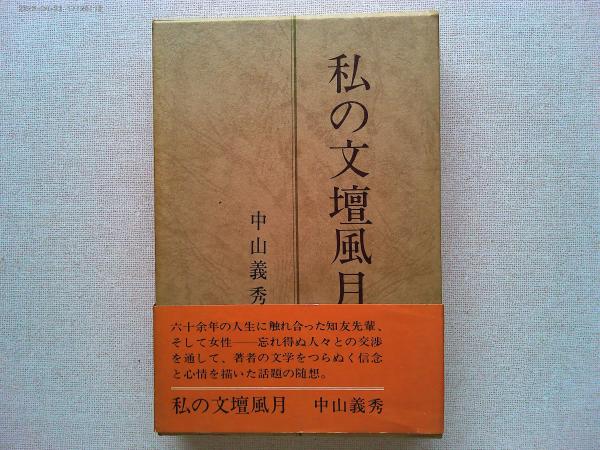 私の文壇風月
中山義秀
六十余年の人生に触れ合った知友先輩、
そして女性——忘れ得ぬ人々との交渉
を通して、著者の文学をつらぬく信念
と心情を描いた話題の随想。
私の文壇風月 中山義秀